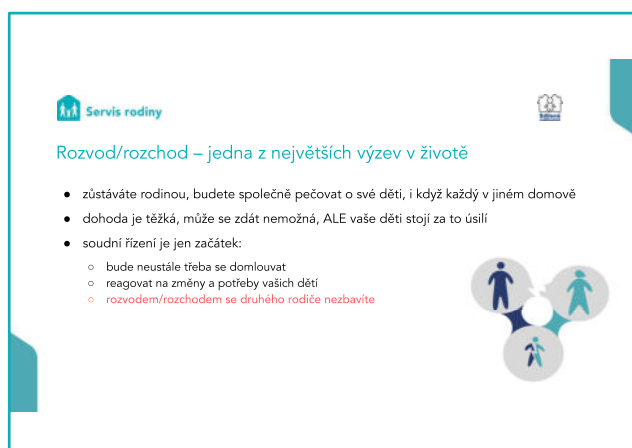 Servis rodiny
Rozvod/rozchod – jedna z největších výzev v životě
● zůstáváte rodinou, budete společně pečovat o své děti, i když každý v jiném domově
● dohoda je těžká, může se zdát nemožná, ALE vaše děti stojí za to úsilí
● soudní řízení je jen začátek:
○ bude neustále třeba se domlouvat
○ reagovat na změny a potřeby vašich dětí
○ rozvodem/rozchodem se druhého rodiče nezbavíte